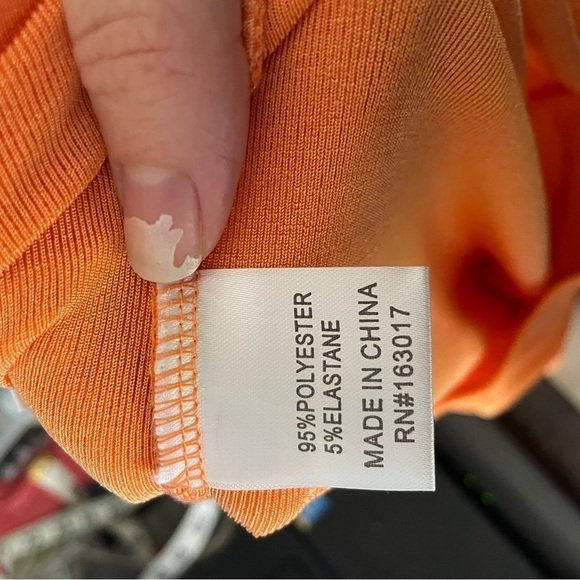 95%POLYESTER
5%ELASTANE
MADE IN CHINA
RN#163017